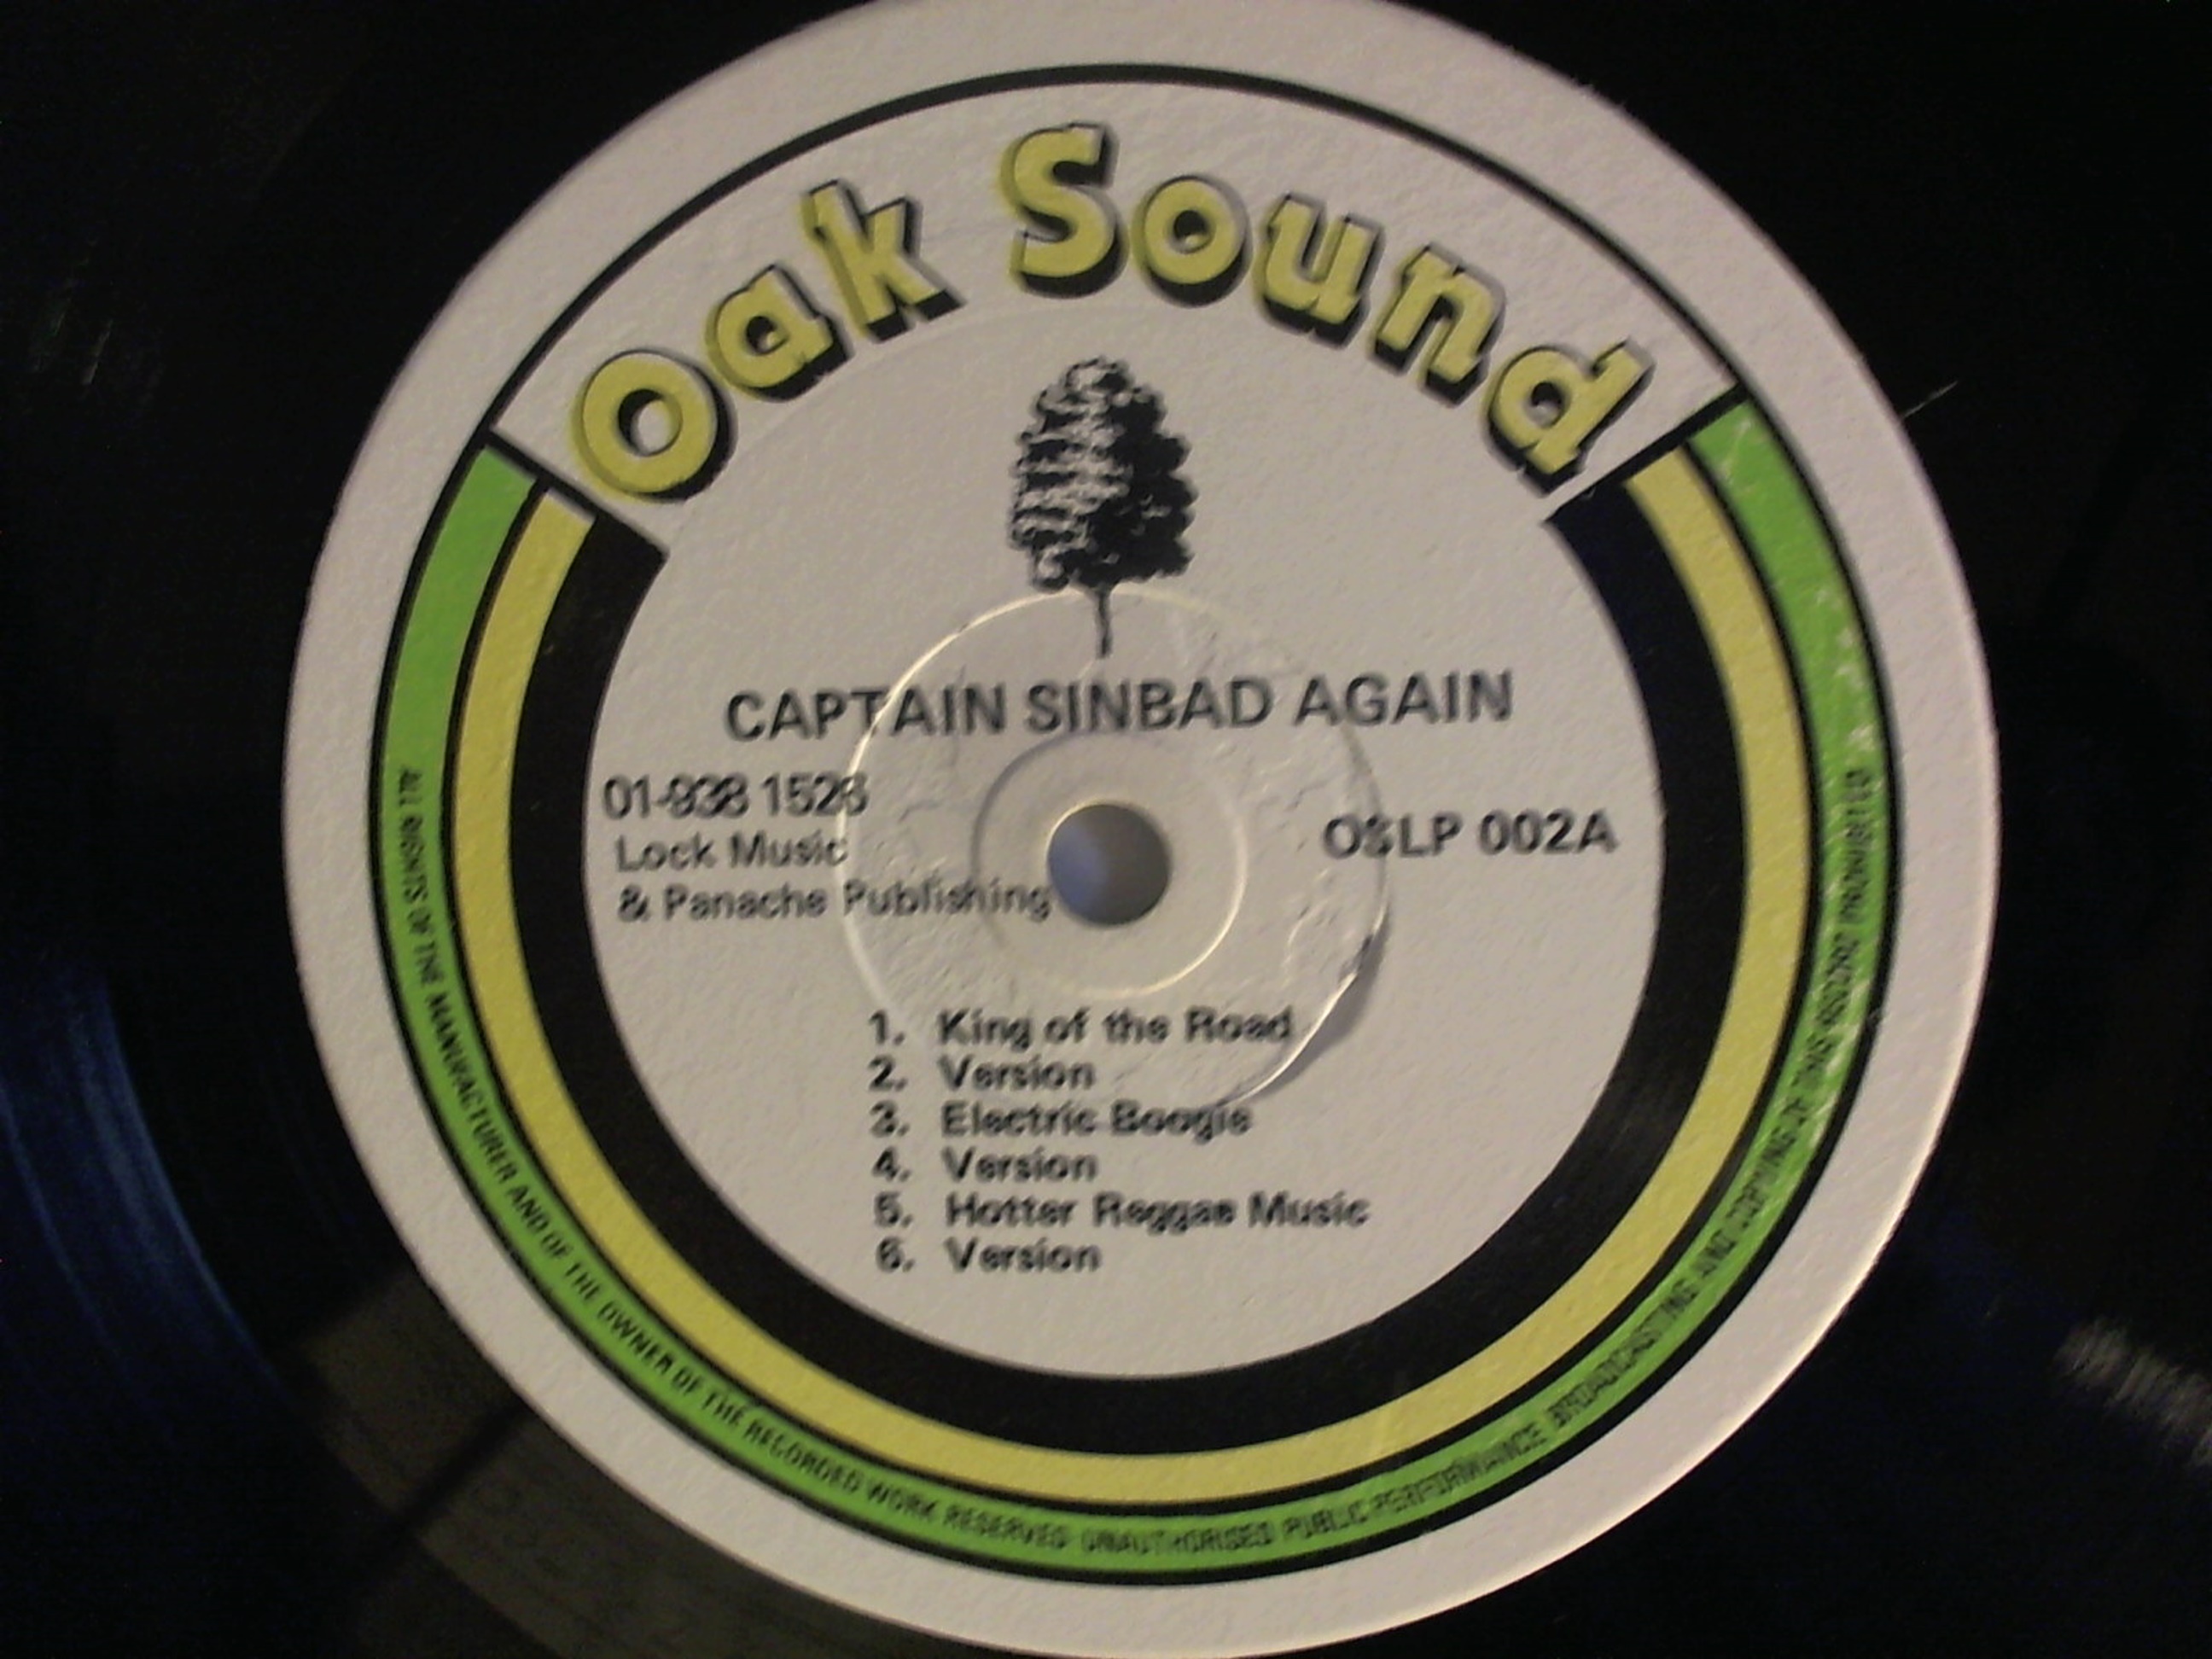 Oak Sound
CAPTAIN SINBAD AGAIN
01-938 1526
Lock Music
& Panache Publishing
OSLP 002A
1. King of the Road
2. Version
3. Electric Boogie
4. Version
5. Hotter Reggae Music
6. Version
ALL RIGHTS OF THE MANUFACTURER AND OF THE OWNER OF THE RECORDED WORK RESERVED UNAUTHORISED PUBLIC PERFORMANCE BROADCASTING AND COPYING OF THIS RECORD PROHIBITED